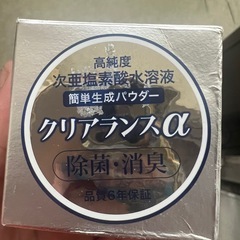 高純度
次亜塩素酸水溶液
簡単生成パウダー
クリアランスα
除菌・消臭
品質6年保証